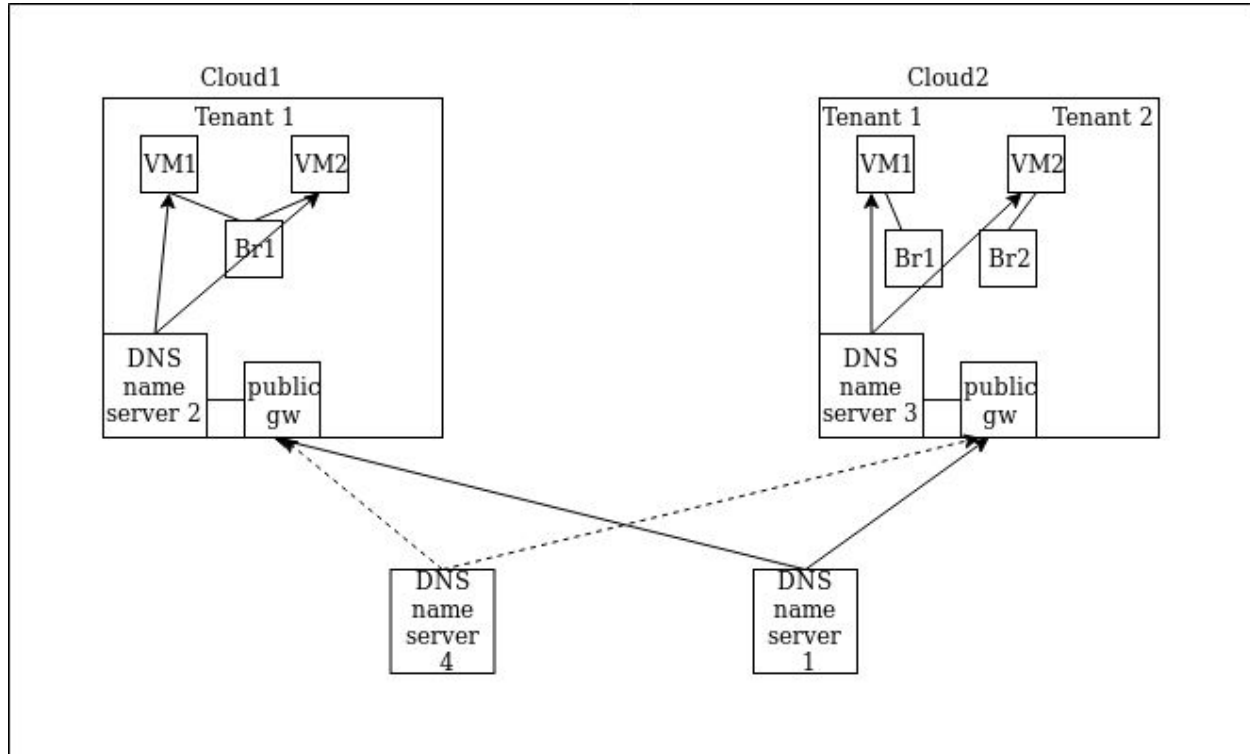 Cloud1
Cloud2
Tenant 1
Tenant 1
Tenant 2
VM1
VM2
VM1
VM2
Br1
Br1
Br2
DNS
name
server 2
public
gw
DNS
name
server 3
public
gw
DNS
name
server
4
DNS
name
server
1